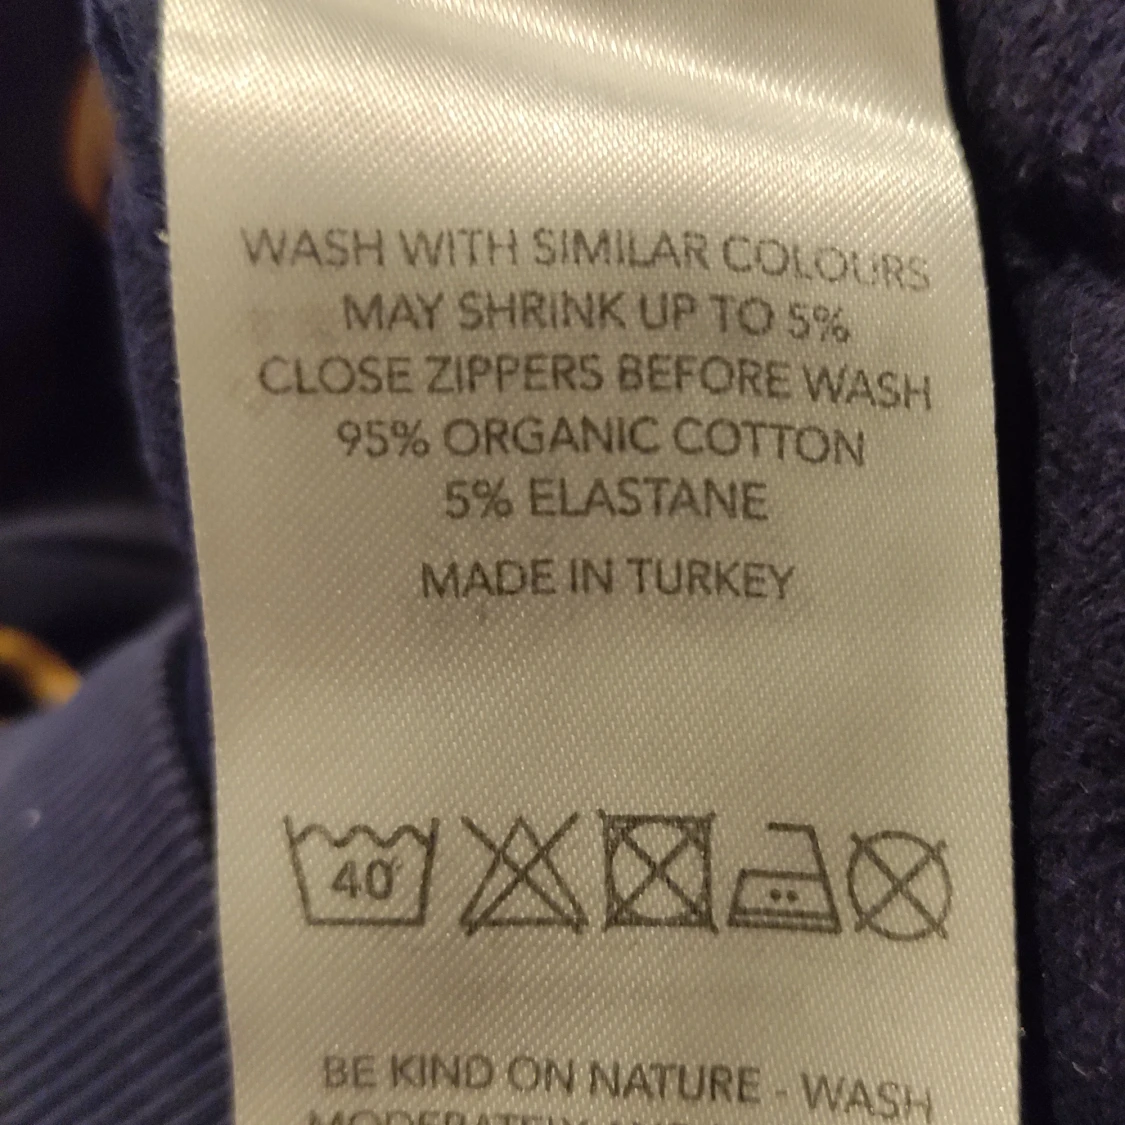 WASH WITH SIMILAR COLOURS
MAY SHRINK UP TO 5%
CLOSE ZIPPERS BEFORE WASH
95% ORGANIC COTTON
5% ELASTANE
MADE IN TURKEY
40°
BE KIND ON NATURE - WASH
MODERATELY